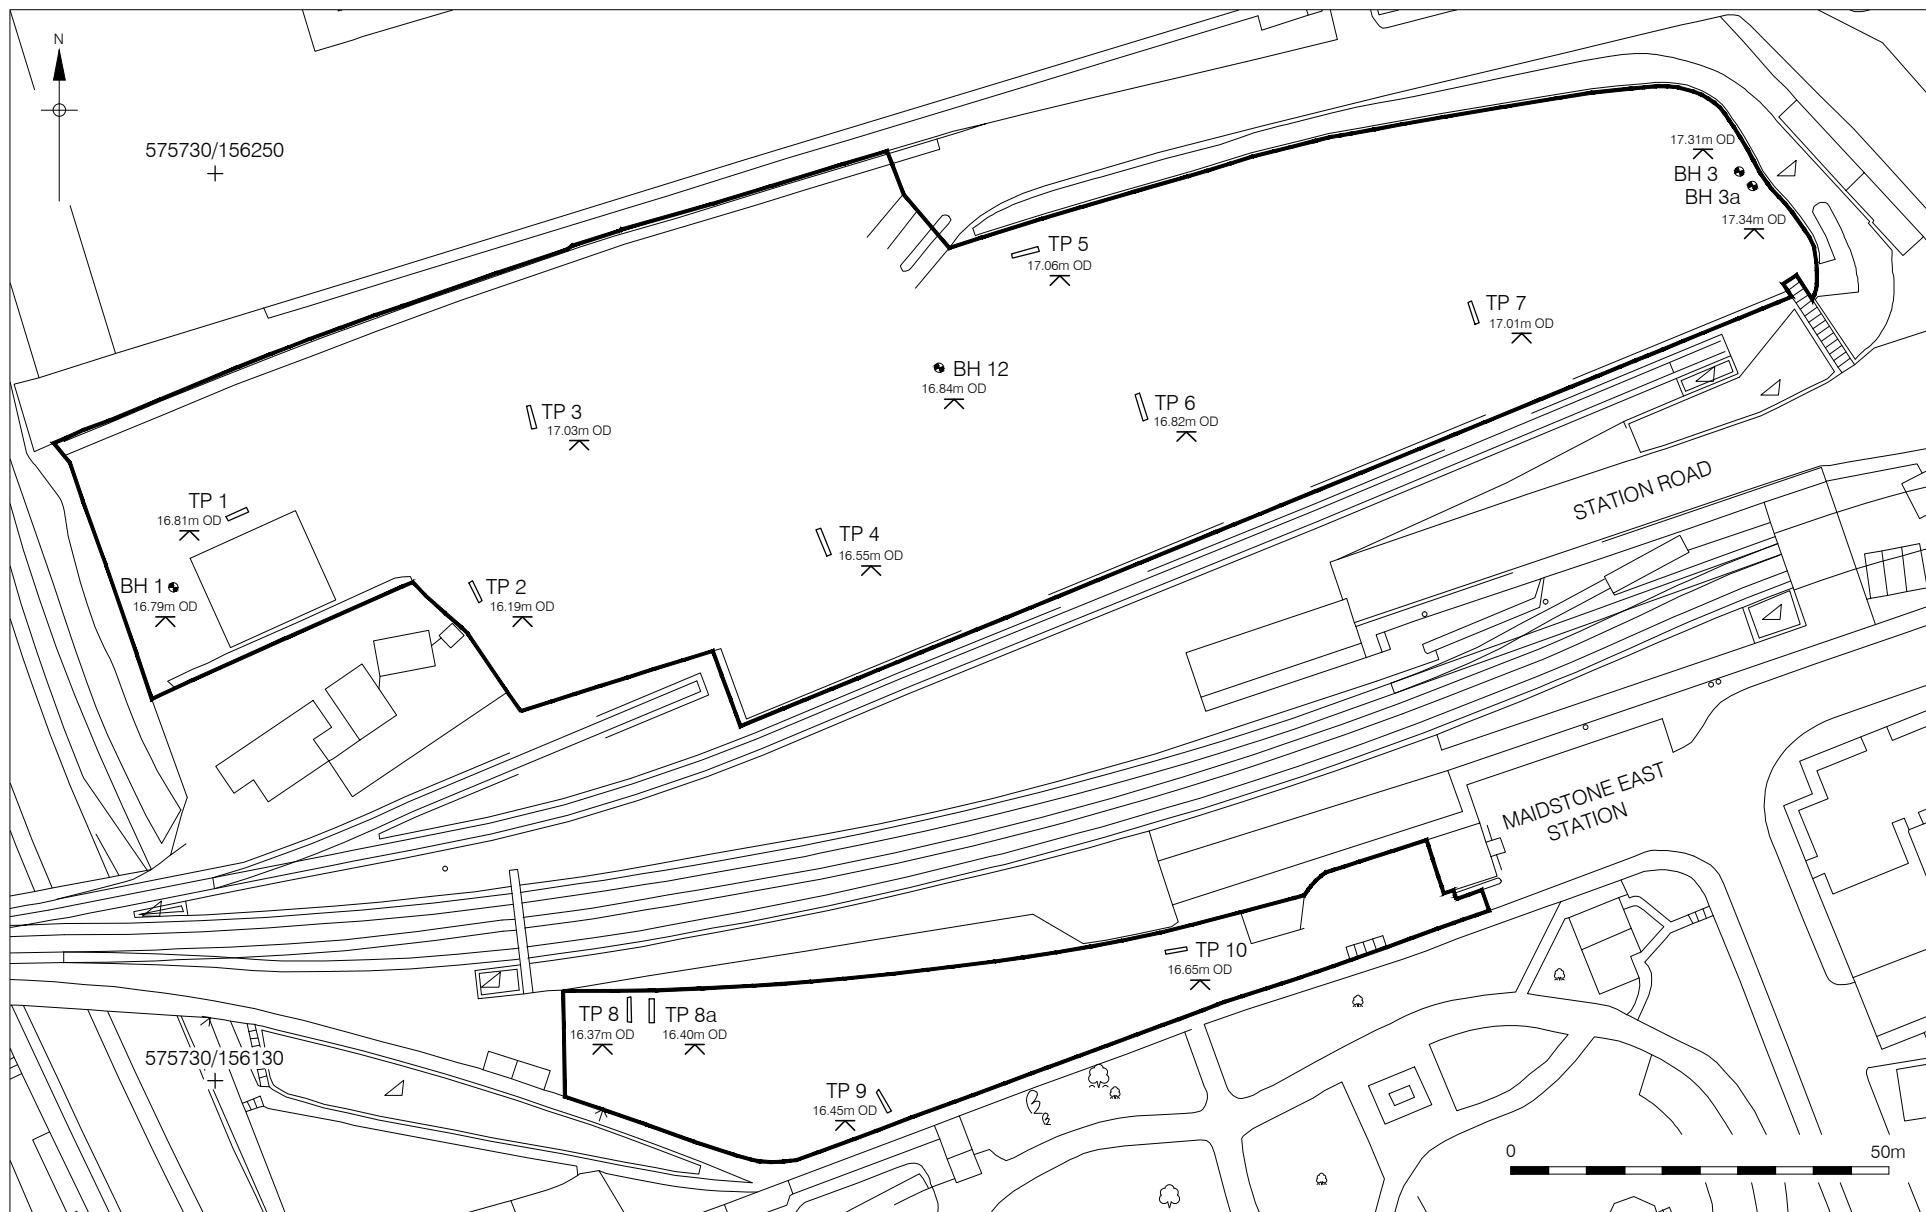 N
575730/156250
17.31m OD
BH 3
BH 3a
17.34m OD
TP 5
17.06m OD
TP 7
17.01m OD
BH 12
16.84m OD
TP 3
17.03m OD
TP 6
16.82m OD
TP 1
16.81m OD
STATION ROAD
TP 4
16.55m OD
BH 1
16.79m OD
TP 2
16.19m OD
MAIDSTONE EAST
STATION
TP 10
16.65m OD
TP 8
16.37m OD
TP 8a
16.40m OD
575730/156130
TP 9
16.45m OD
0
50m